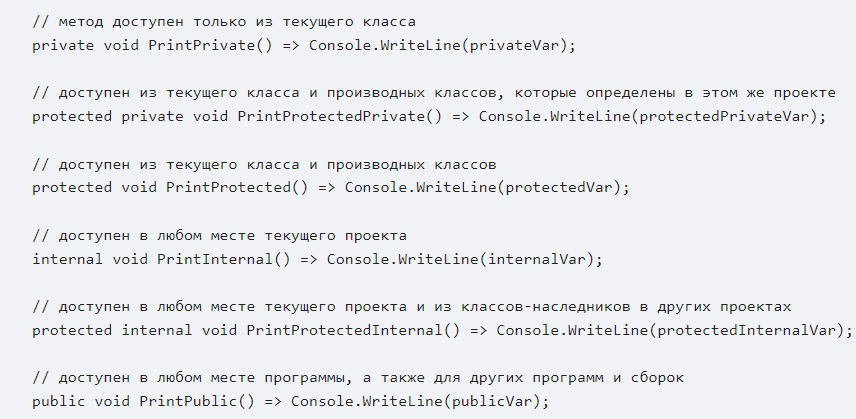 // метод доступен только из текущего класса
private void PrintPrivate() => Console.WriteLine(privateVar);
// доступен из текущего класса и производных классов, которые определены в этом же проекте
protected private void PrintProtectedPrivate() => Console.WriteLine(protectedPrivateVar);
// доступен из текущего класса и производных классов
protected void PrintProtected() => Console.WriteLine(protectedVar);
// доступен в любом месте текущего проекта
internal void PrintInternal() => Console.WriteLine(internalVar);
// доступен в любом месте текущего проекта и из классов-наследников в других проектах
protected internal void PrintProtectedInternal() => Console.WriteLine(protectedInternalVar);
// доступен в любом месте программы, а также для других программ и сборок
public void PrintPublic() => Console.WriteLine(publicVar);